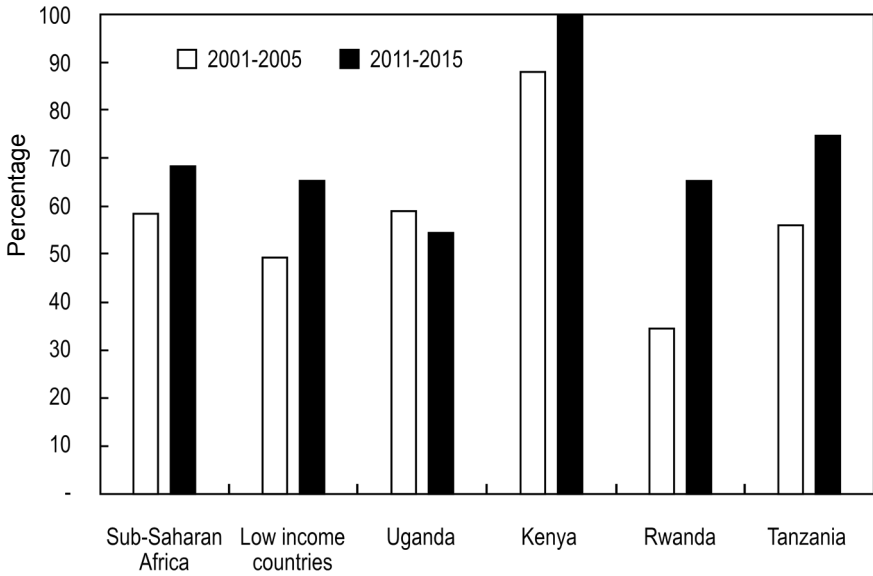 Percentage
100
90
80
70
60
50
40
30
20
10
-
2001-2005
2011-2015
Sub-Saharan
Africa
Low income
countries
Uganda
Kenya
Rwanda
Tanzania